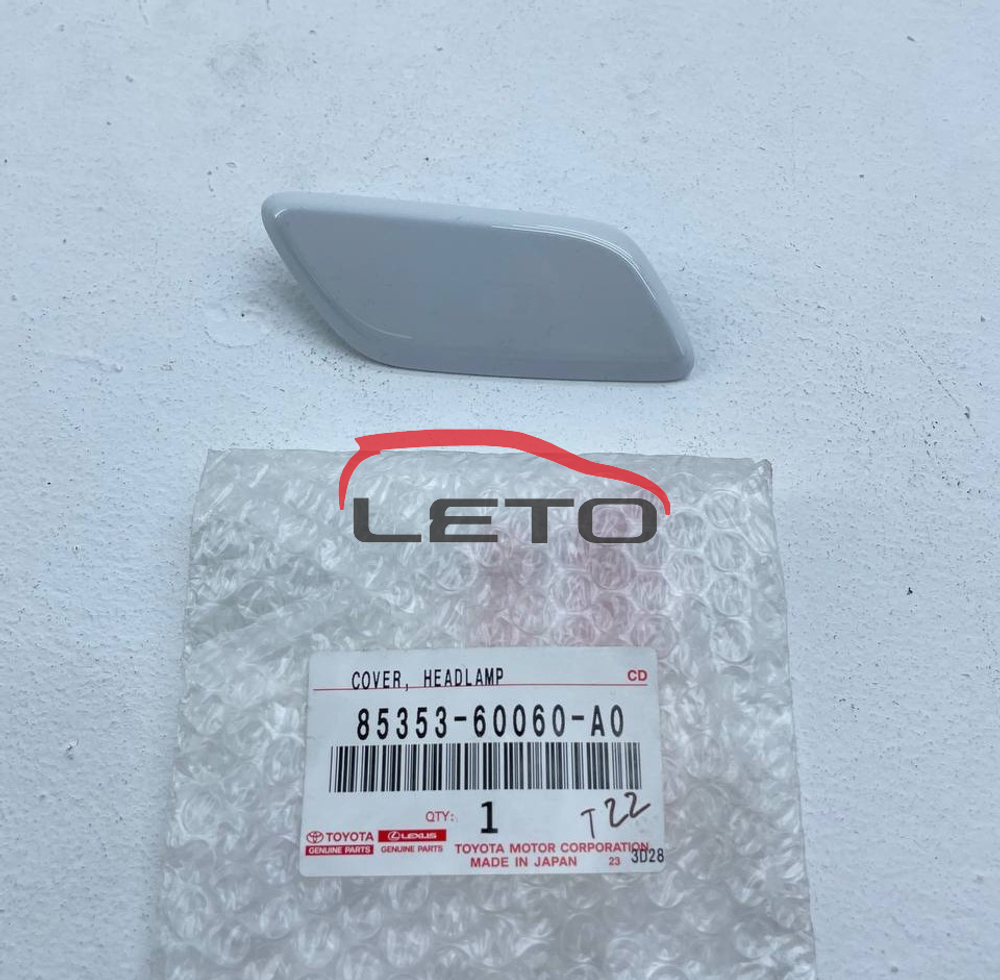 LETO
COVER, HEADLAMP
CD
85353-60060-A0
QTY: 1
T22
TOYOTA LEXUS
GENUINE PARTS GENUINE PARTS
TOYOTA MOTOR CORPORATION
MADE IN JAPAN 23 3D28